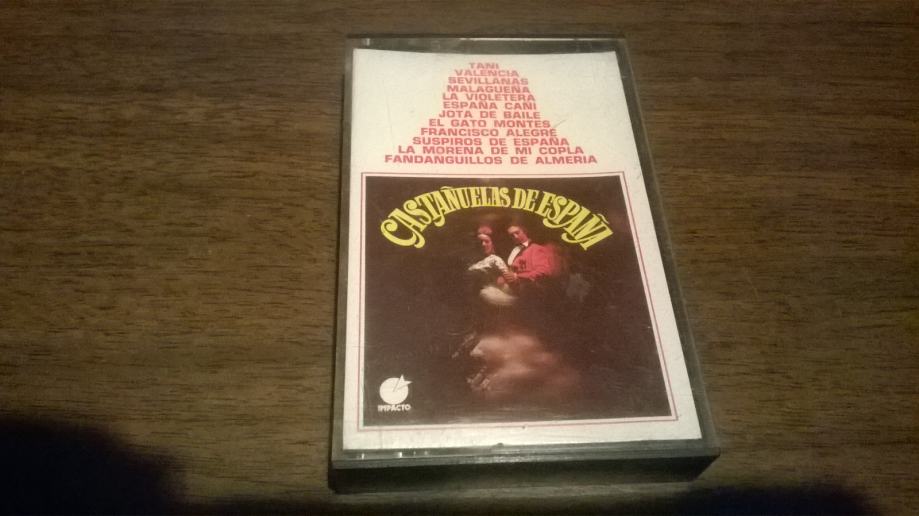 TANI
VALENCIA
SEVILLANAS
MALAGUEÑA
LA VIOLETERA
ESPAÑA CAÑI
JOTA DE BAILE
EL GATO MONTES
FRANCISCO ALEGRE
SUSPIROS DE ESPAÑA
LA MORENA DE MI COPLA
FANDANGUILLOS DE ALMERIA
CASTAÑUELAS DE ESPAÑA
IMPACTO